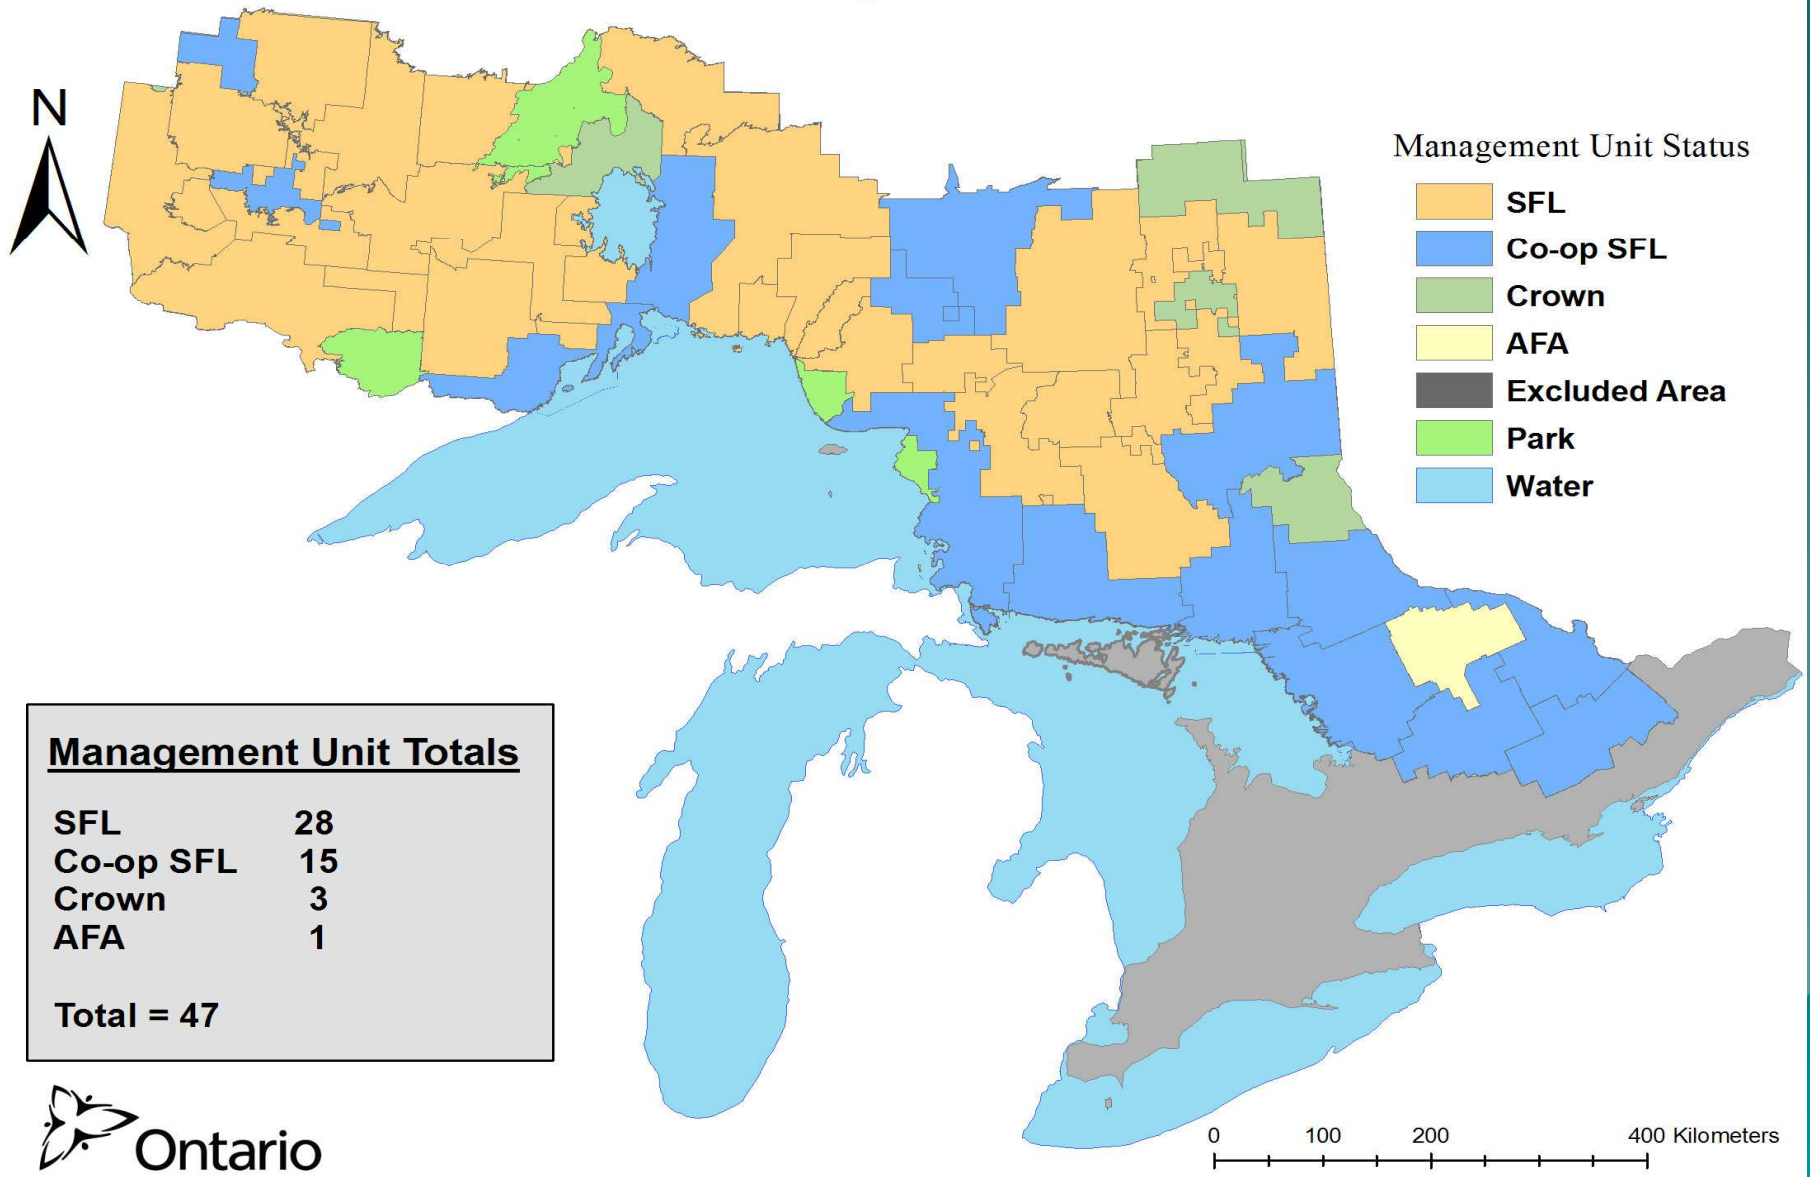 N
Management Unit Status
SFL
Co-op SFL
Crown
AFA
Excluded Area
Park
Water
Management Unit Totals
SFL 28
Co-op SFL 15
Crown 3
AFA 1
Total = 47
Ontario
0 100 200 400 Kilometers